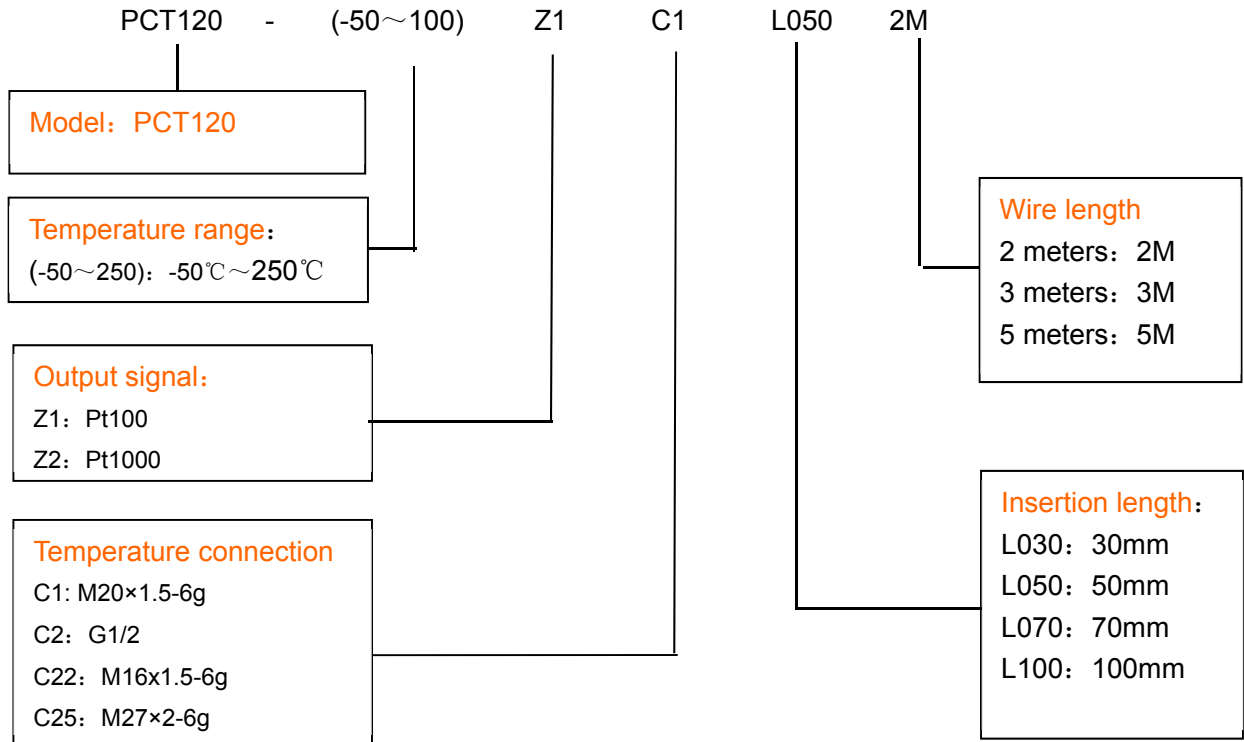 PCT120 - (-50～100) Z1 C1 L050 2M
Model：PCT120
Temperature range：
(-50～250)：-50℃～250℃
Output signal：
Z1：Pt100
Z2：Pt1000
Temperature connection
C1: M20×1.5-6g
C2：G1/2
C22：M16x1.5-6g
C25：M27×2-6g
Wire length
2 meters：2M
3 meters：3M
5 meters：5M
Insertion length：
L030：30mm
L050：50mm
L070：70mm
L100：100mm